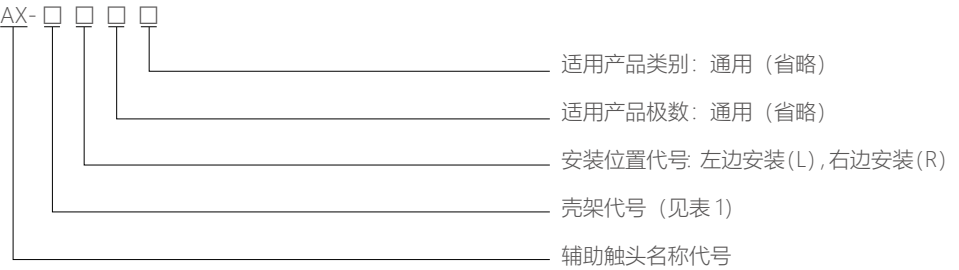 AX-□ □ □ □
适用产品类别：通用（省略）
适用产品极数：通用（省略）
安装位置代号：左边安装(L)，右边安装(R)
壳架代号（见表1)
辅助触头名称代号